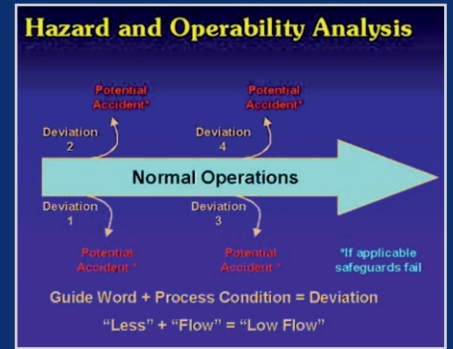 Hazard and Operability Analysis
Potential
Accident*
Potential
Accident*
Deviation
2
Deviation
4
Normal Operations
Deviation
1
Deviation
3
Potential
Accident *
Potential
Accident *
*If applicable
safeguards fail
Guide Word + Process Condition = Deviation
“Less” + “Flow” = “Low Flow”